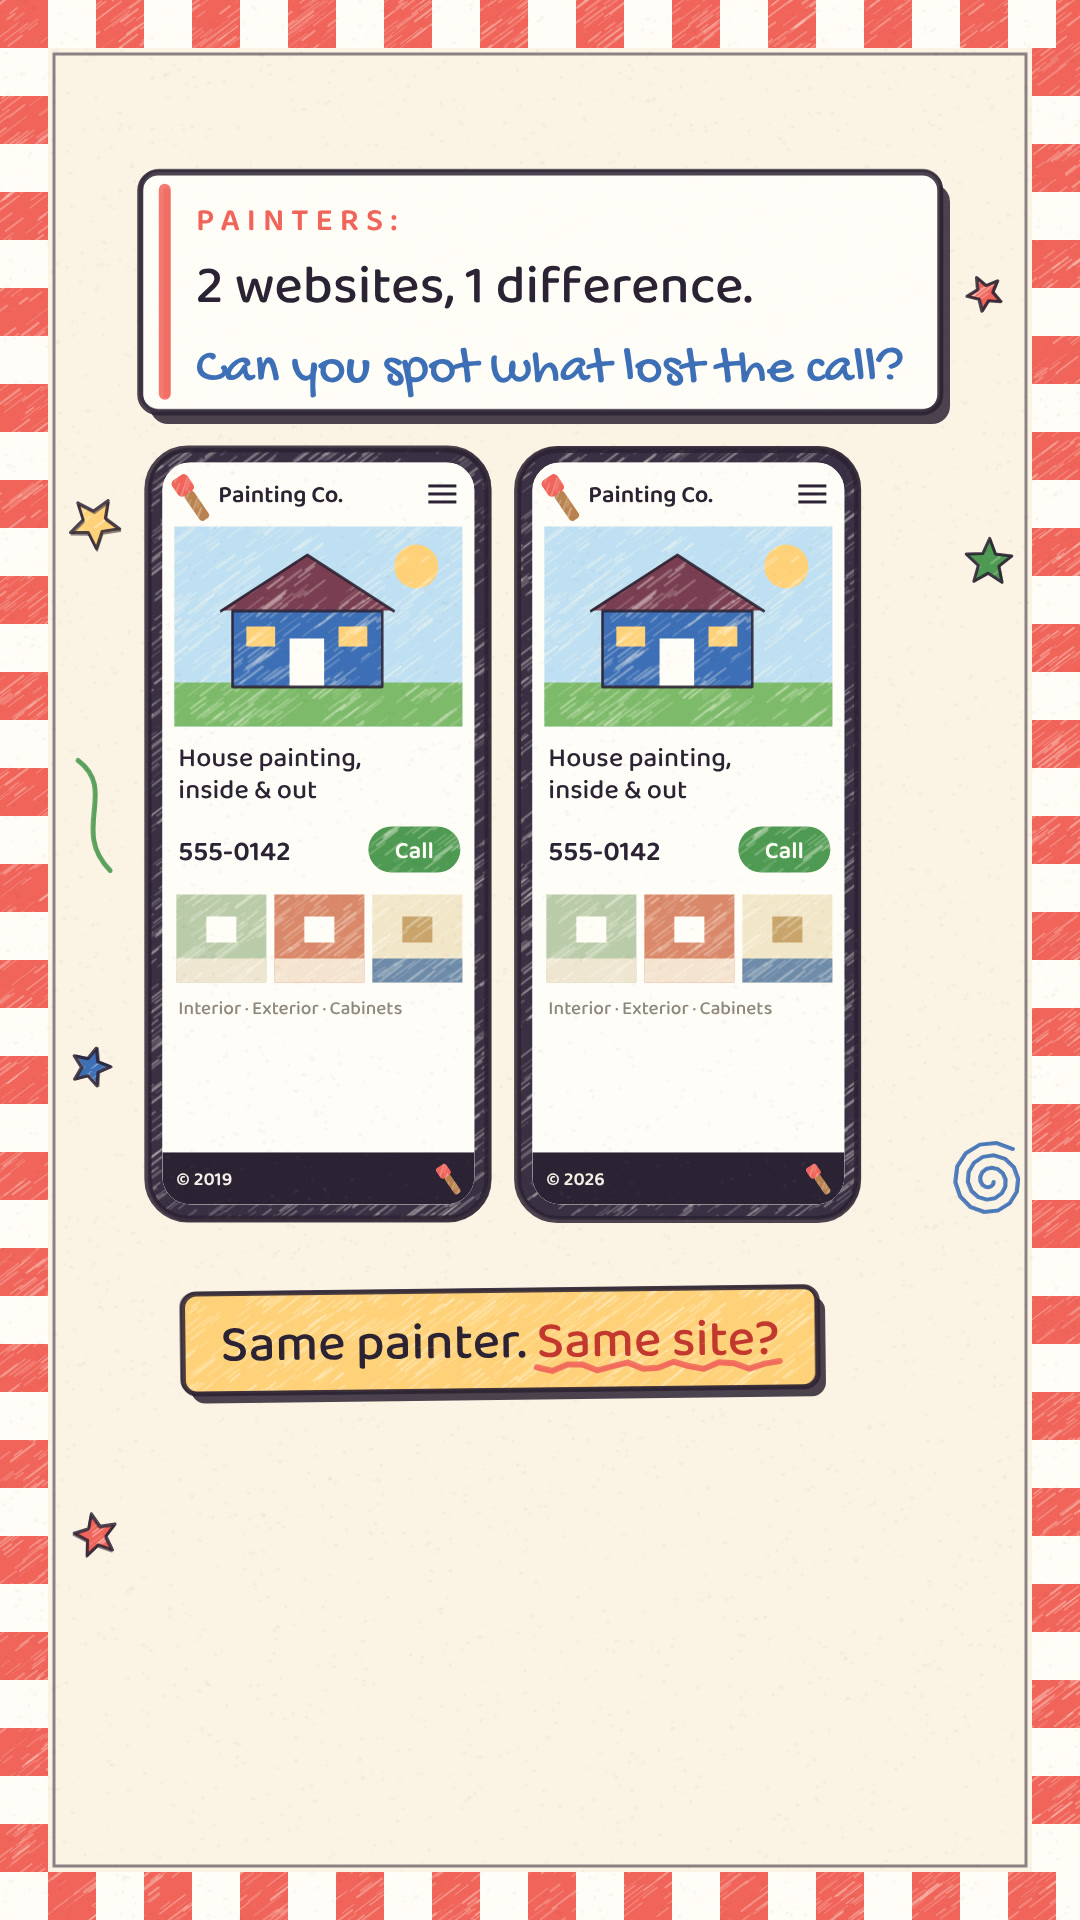 PAINTERS:
2 websites, 1 difference.
Can you spot what lost the call?
Painting Co.
House painting,
inside & out
555-0142
Call
Interior · Exterior · Cabinets
© 2019
Painting Co.
House painting,
inside & out
555-0142
Call
Interior · Exterior · Cabinets
© 2026
Same painter. Same site?